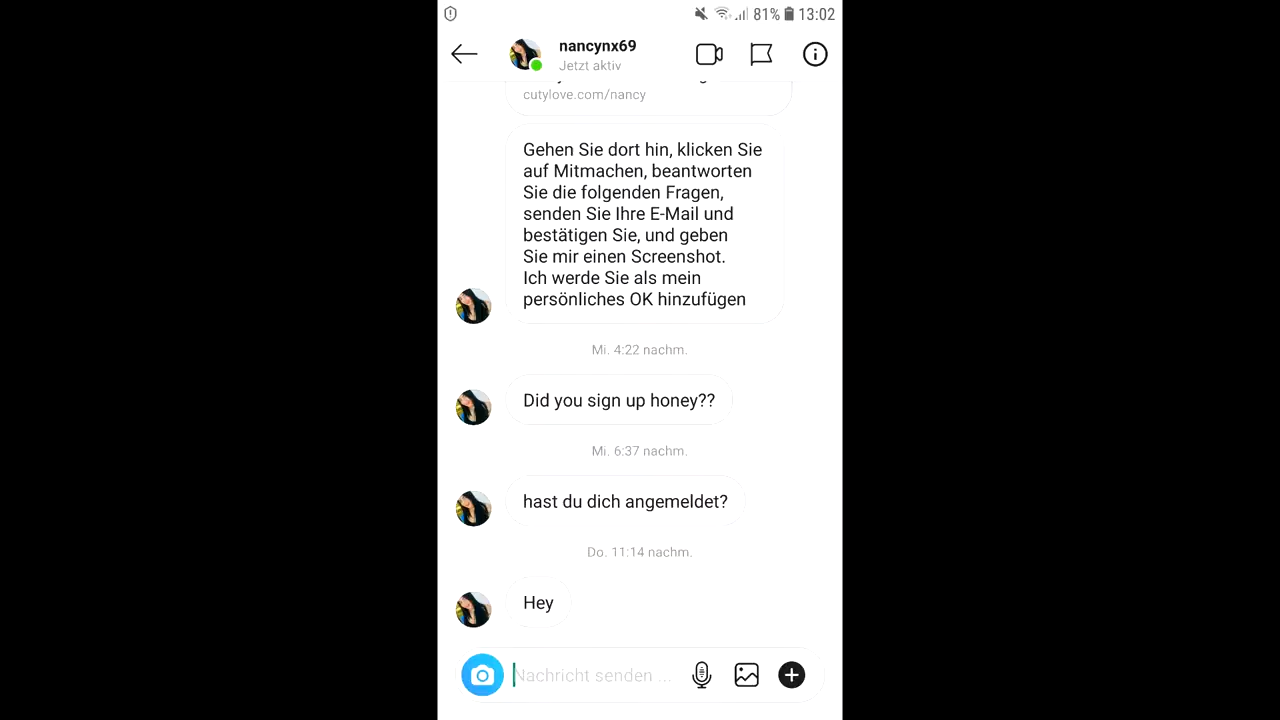 81% 13:02
nancynx69
Jetzt aktiv
cutylove.com/nancy
Gehen Sie dort hin, klicken Sie
auf Mitmachen, beantworten
Sie die folgenden Fragen,
senden Sie Ihre E-Mail und
bestätigen Sie, und geben
Sie mir einen Screenshot.
Ich werde Sie als mein
persönliches OK hinzufügen
Mi. 4:22 nachm.
Did you sign up honey??
Mi. 6:37 nachm.
hast du dich angemeldet?
Do. 11:14 nachm.
Hey
Nachricht senden ...